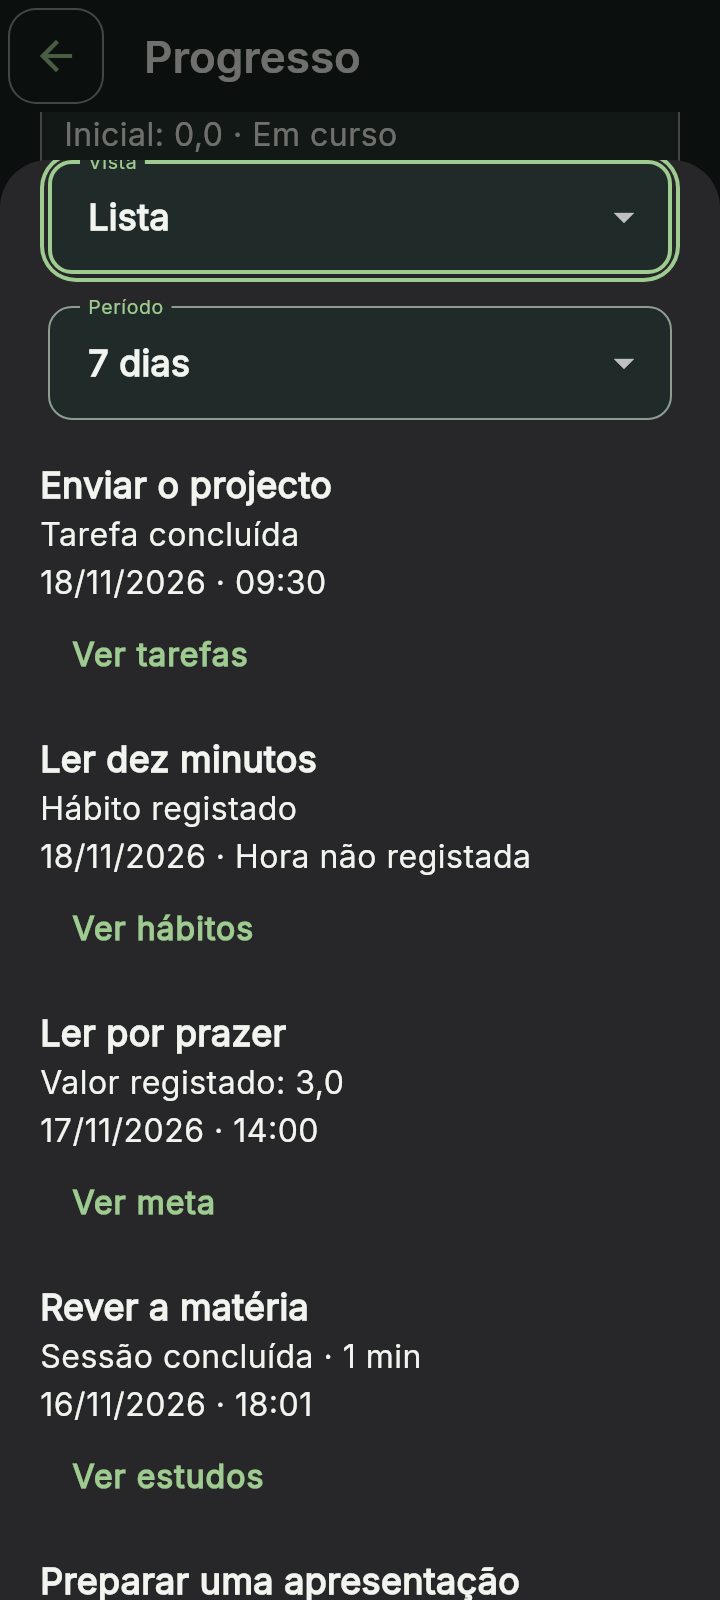 Progresso
Inicial: 0,0 · Em curso
Vista
Lista
Período
7 dias
Enviar o projecto
Tarefa concluída
18/11/2026 · 09:30
Ver tarefas
Ler dez minutos
Hábito registado
18/11/2026 · Hora não registada
Ver hábitos
Ler por prazer
Valor registado: 3,0
17/11/2026 · 14:00
Ver meta
Rever a matéria
Sessão concluída · 1 min
16/11/2026 · 18:01
Ver estudos
Preparar uma apresentação